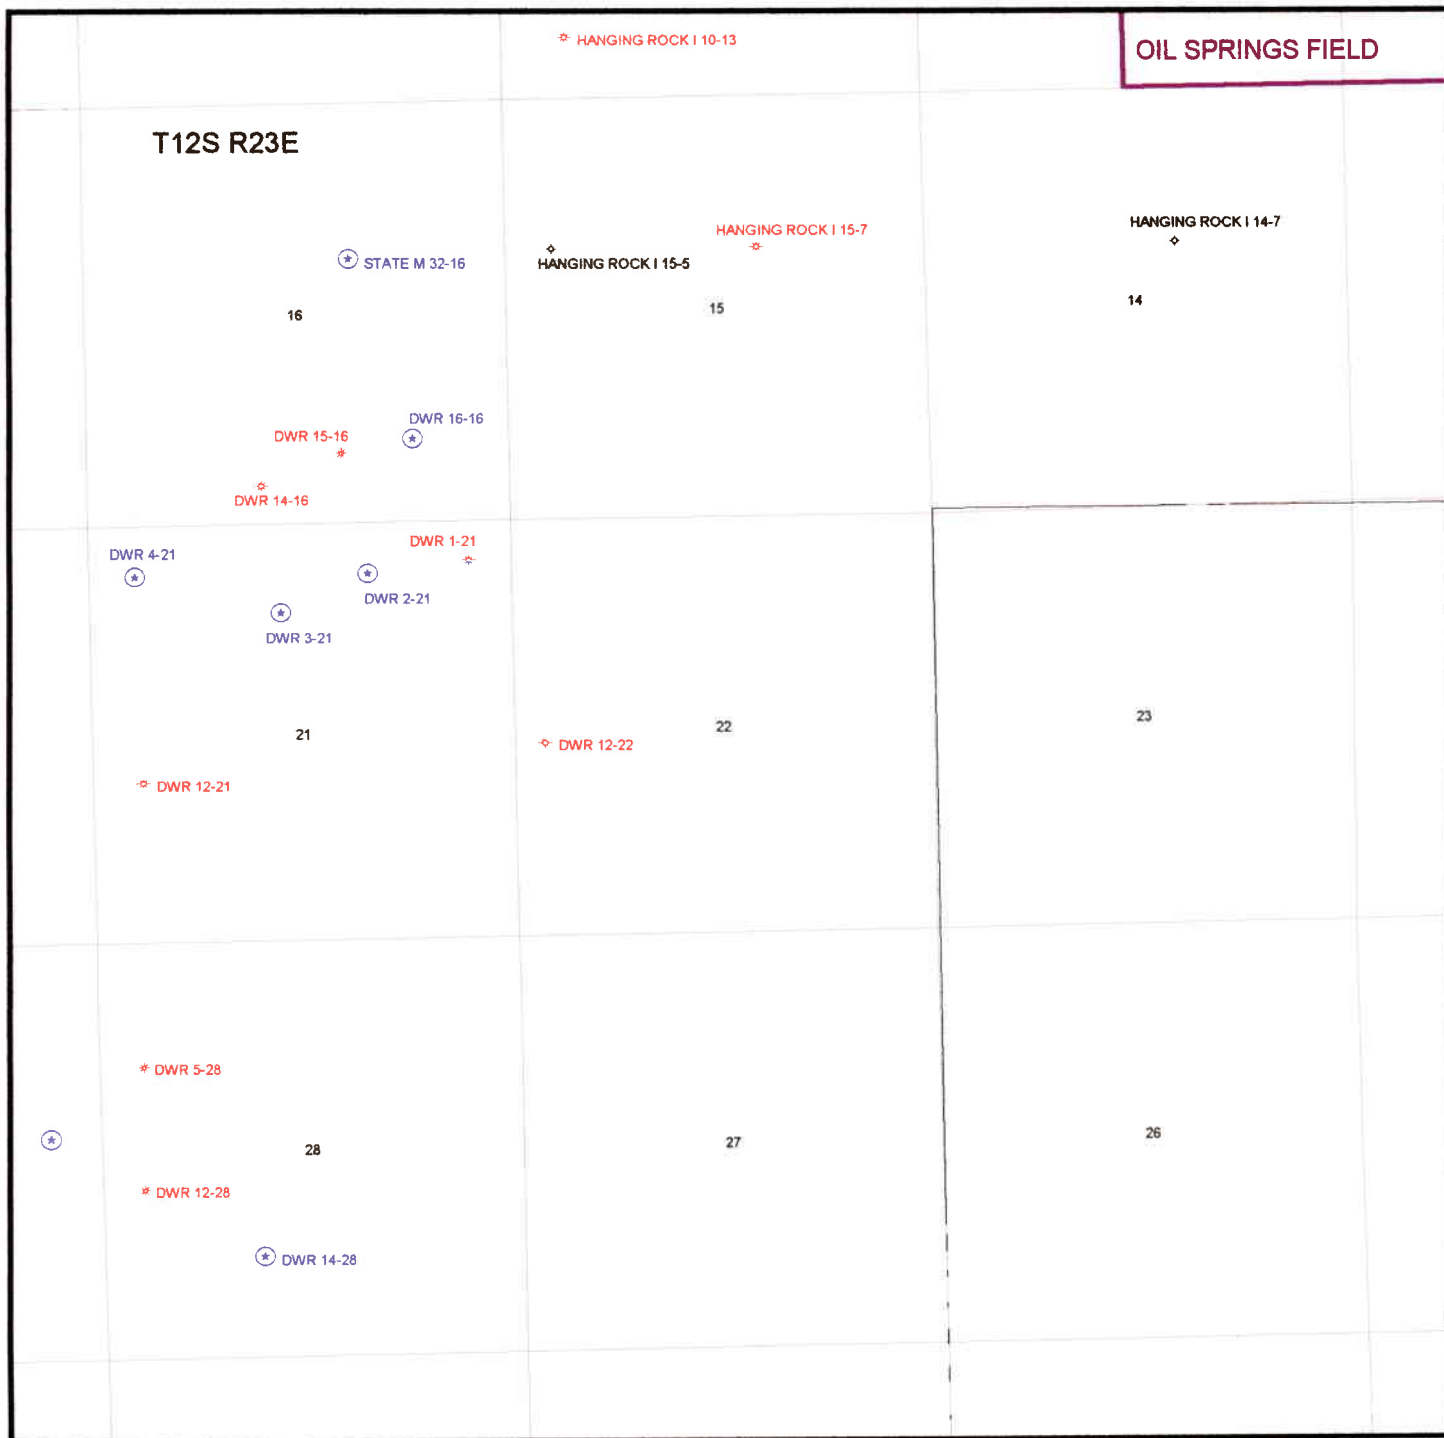 HANGING ROCK I 10-13
OIL SPRINGS FIELD
T12S R23E
HANGING ROCK I 15-7
HANGING ROCK I 14-7
STATE M 32-16
HANGING ROCK I 15-5
16
15
14
DWR 16-16
DWR 15-16
DWR 14-16
DWR 1-21
DWR 4-21
DWR 2-21
DWR 3-21
21
22
23
DWR 12-22
DWR 12-21
DWR 5-28
28
27
26
DWR 12-28
DWR 14-28